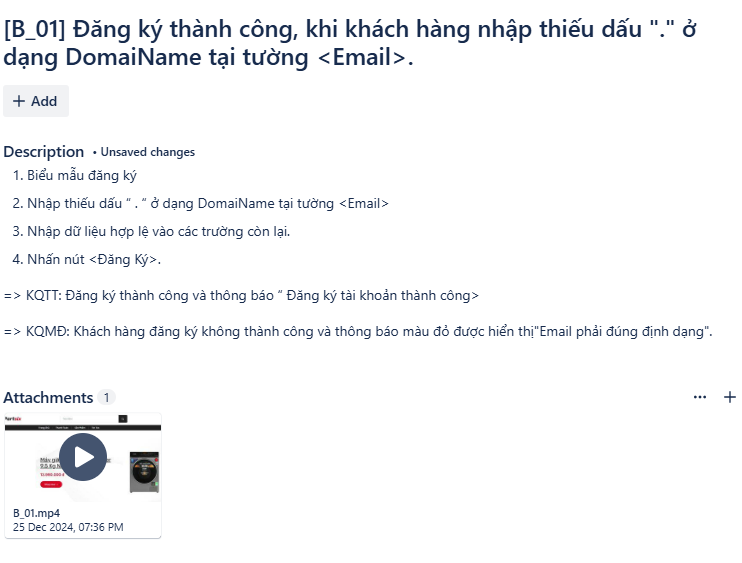 [B_01] Đăng ký thành công, khi khách hàng nhập thiếu dấu "." ở
dạng DomaiName tại tường <Email>.
+ Add
Description • Unsaved changes
1. Biểu mẫu đăng ký
2. Nhập thiếu dấu “ . ” ở dạng DomaiName tại tường <Email>
3. Nhập dữ liệu hợp lệ vào các trường còn lại.
4. Nhấn nút <Đăng Ký>.
=> KQTT: Đăng ký thành công và thông báo “ Đăng ký tài khoản thành công>
=> KQMĐ: Khách hàng đăng ký không thành công và thông báo màu đỏ được hiển thị"Email phải đúng định dạng".
Attachments 1
B_01.mp4
25 Dec 2024, 07:36 PM